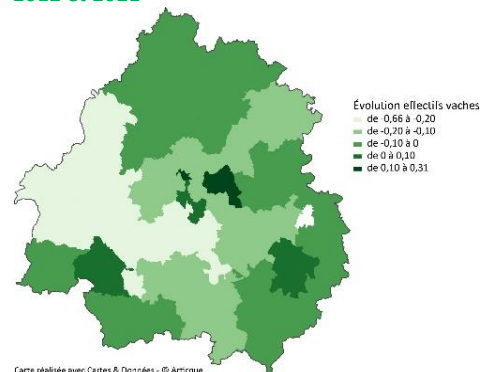 Évolution effectifs vaches
de -0,66 à -0,20
de -0,20 à -0,10
de -0,10 à 0
de 0 à 0,10
de 0,10 à 0,31
Carte réalisée avec Cartes & Données - © Articque